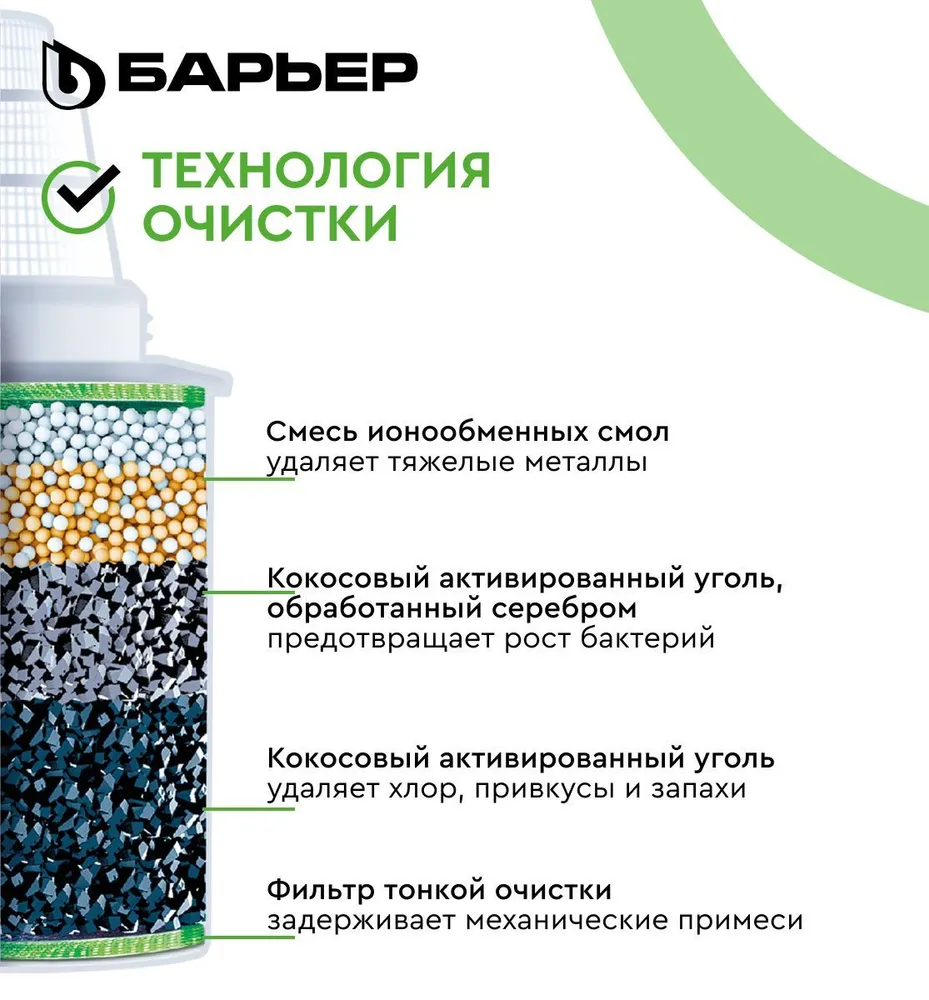 БАРЬЕР
ТЕХНОЛОГИЯ
ОЧИСТКИ
Смесь ионообменных смол
удаляет тяжелые металлы
Кокосовый активированный уголь,
обработанный серебром
предотвращает рост бактерий
Кокосовый активированный уголь
удаляет хлор, привкусы и запахи
Фильтр тонкой очистки
задерживает механические примеси